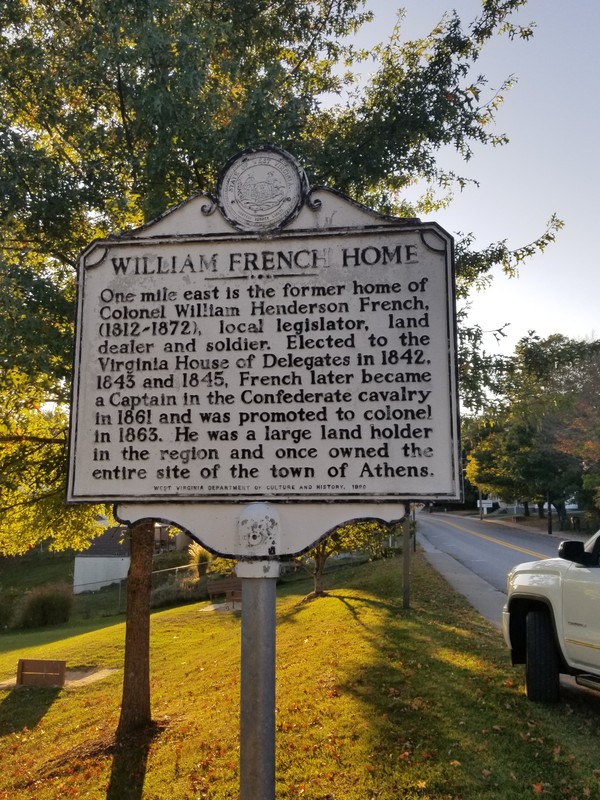 WILLIAM FRENCH HOME
One mile east is the former home of
Colonel William Henderson French,
(1812-1872), local legislator, land
dealer and soldier. Elected to the
Virginia House of Delegates in 1842,
1843 and 1845, French later became
a Captain in the Confederate cavalry
in 1861 and was promoted to colonel
in 1863. He was a large land holder
in the region and once owned the
entire site of the town of Athens.
WEST VIRGINIA DEPARTMENT OF CULTURE AND HISTORY,